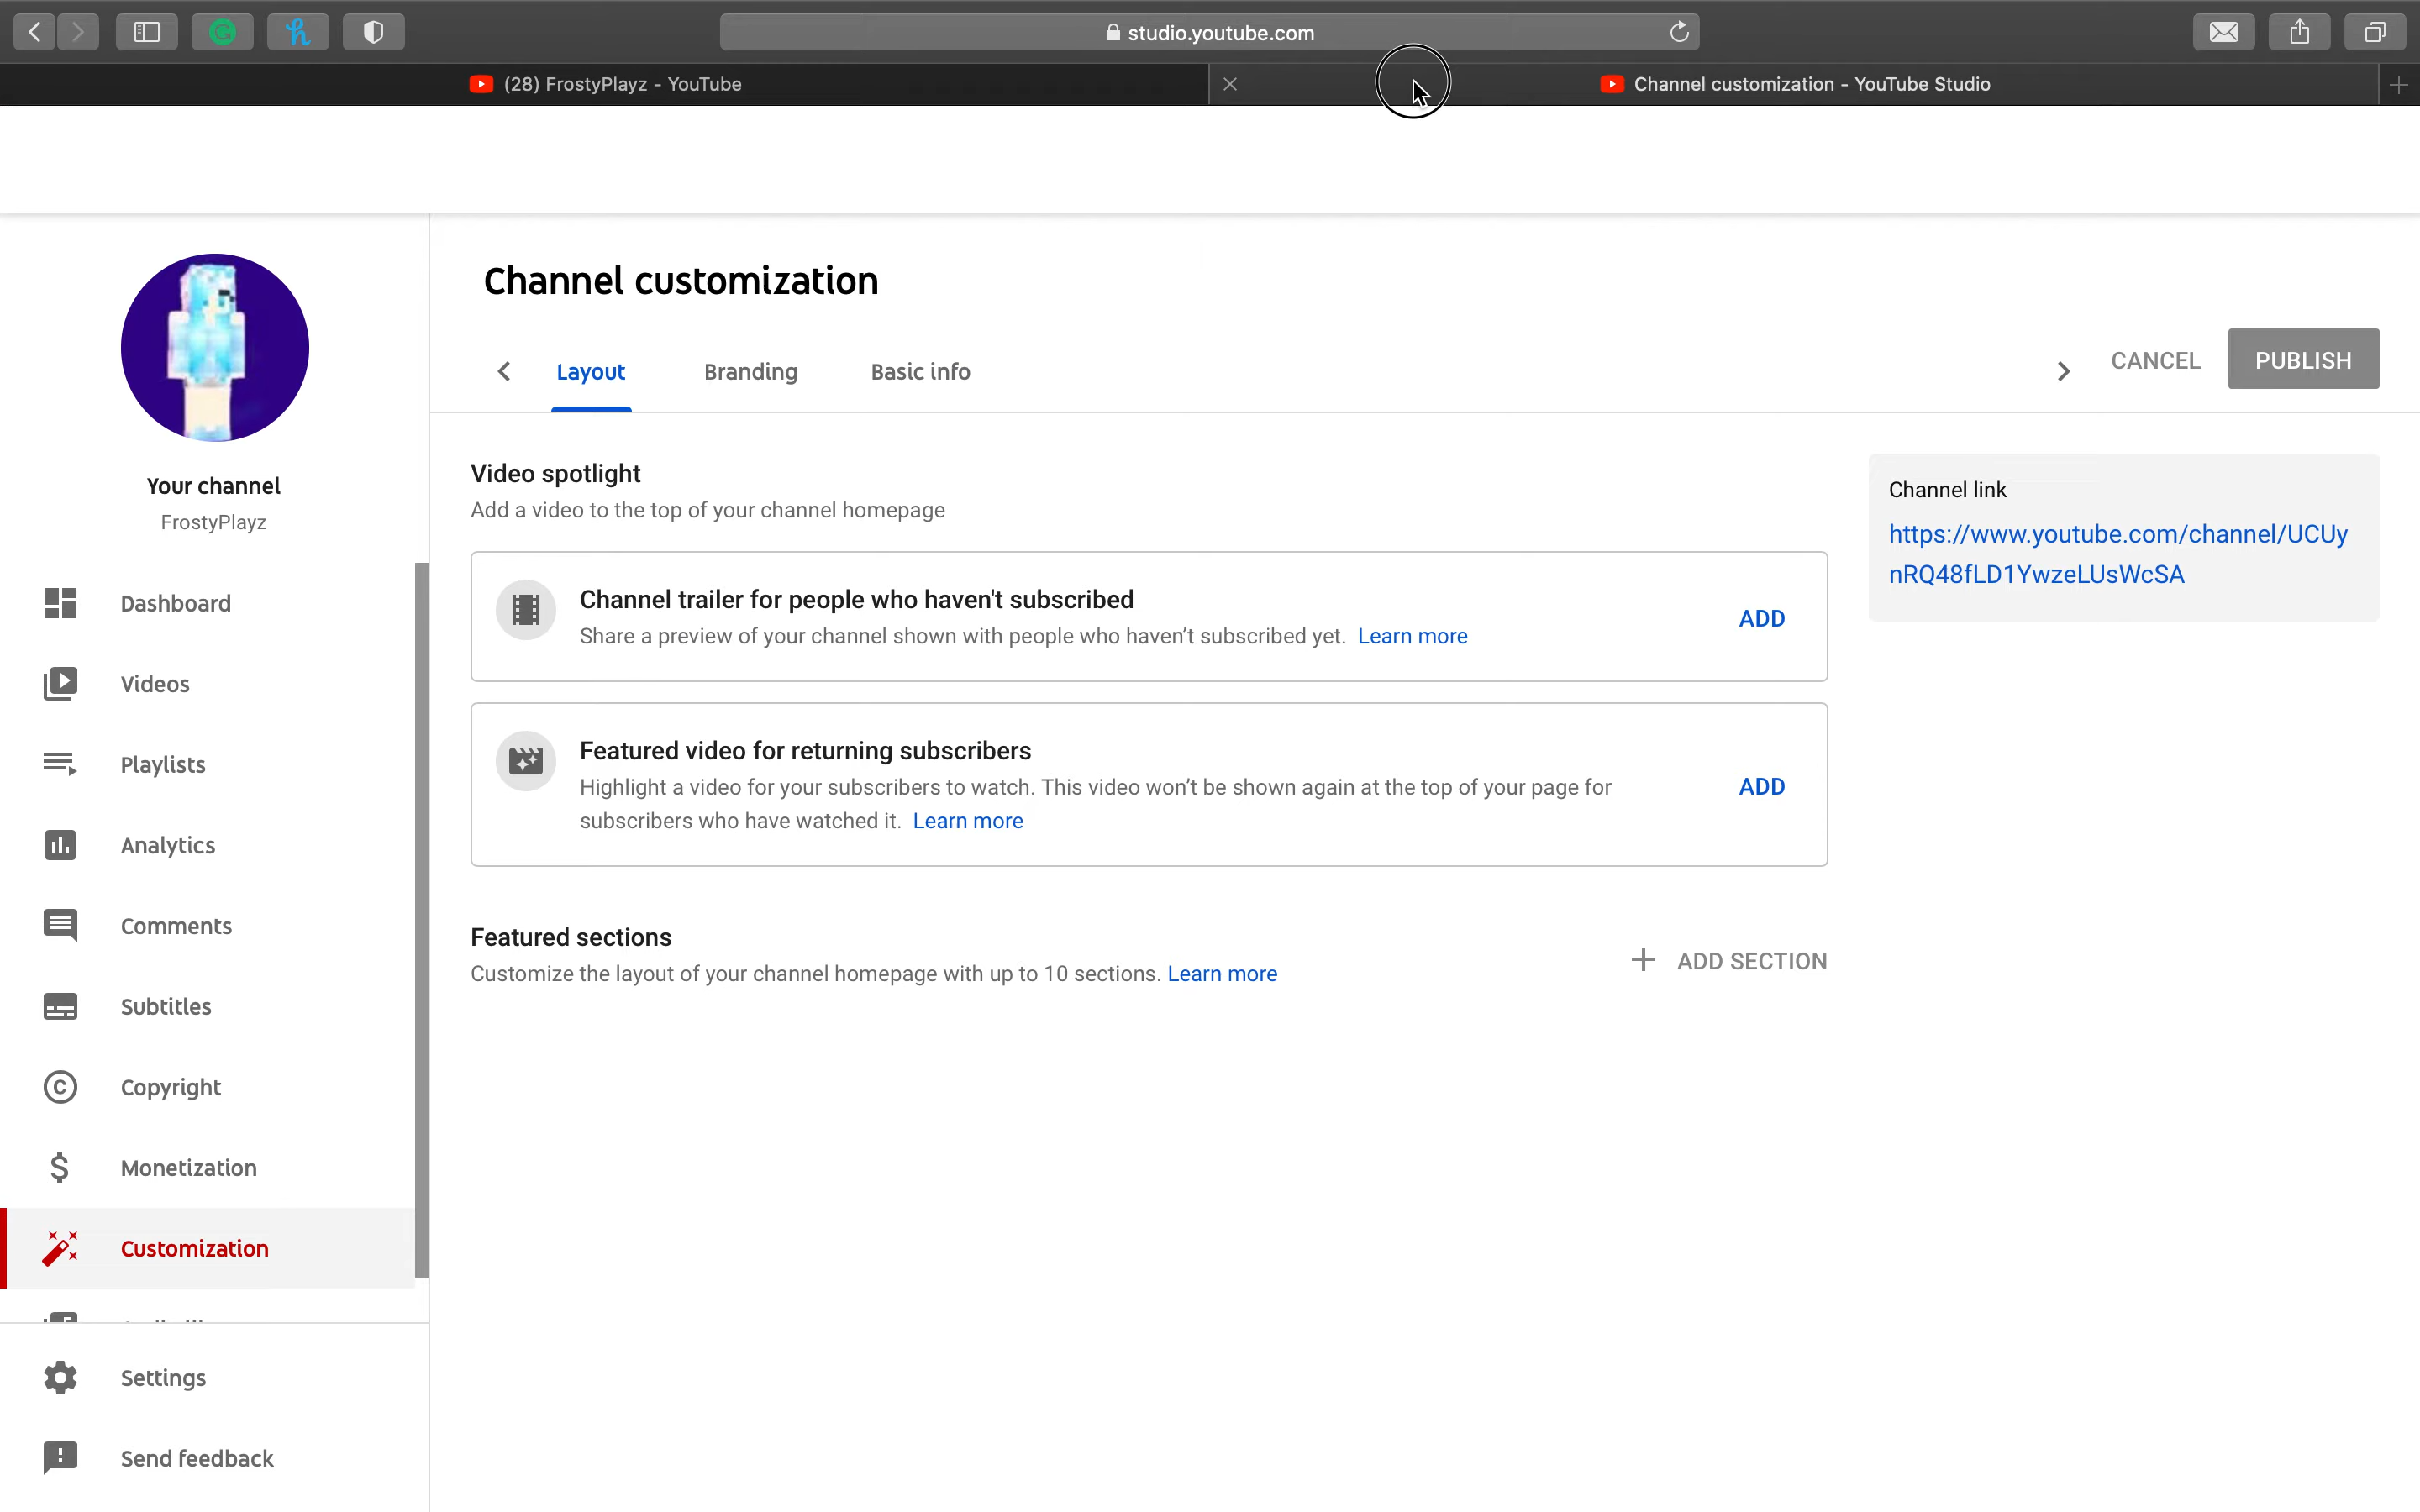 studio.youtube.com
(28) FrostyPlayz - YouTube
Channel customization - YouTube Studio
Channel customization
Layout
Branding
Basic info
CANCEL
PUBLISH
Your channel
FrostyPlayz
Dashboard
Videos
Playlists
Analytics
Comments
Subtitles
Copyright
Monetization
Customization
Settings
Send feedback
Video spotlight
Add a video to the top of your channel homepage
Channel trailer for people who haven't subscribed
Share a preview of your channel shown with people who haven't subscribed yet. Learn more
ADD
Featured video for returning subscribers
Highlight a video for your subscribers to watch. This video won't be shown again at the top of your page for
subscribers who have watched it. Learn more
ADD
Featured sections
Customize the layout of your channel homepage with up to 10 sections. Learn more
ADD SECTION
Channel link
https://www.youtube.com/channel/UCUy
nRQ48fLD1YwzeLUsWcSA